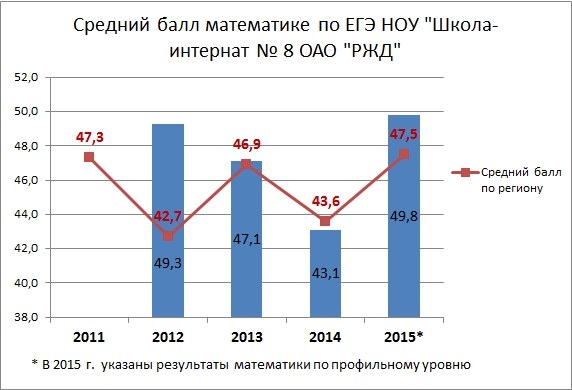 Средний балл математике по ЕГЭ НОУ "Школа-
интернат № 8 ОАО "РЖД"
52,0
50,0
48,0
46,0
44,0
42,0
40,0
38,0
47,3
42,7
46,9
43,6
47,5
49,3
47,1
43,1
49,8
2011 2012 2013 2014 2015*
Средний балл
по региону
* В 2015 г. указаны результаты математики по профильному уровню